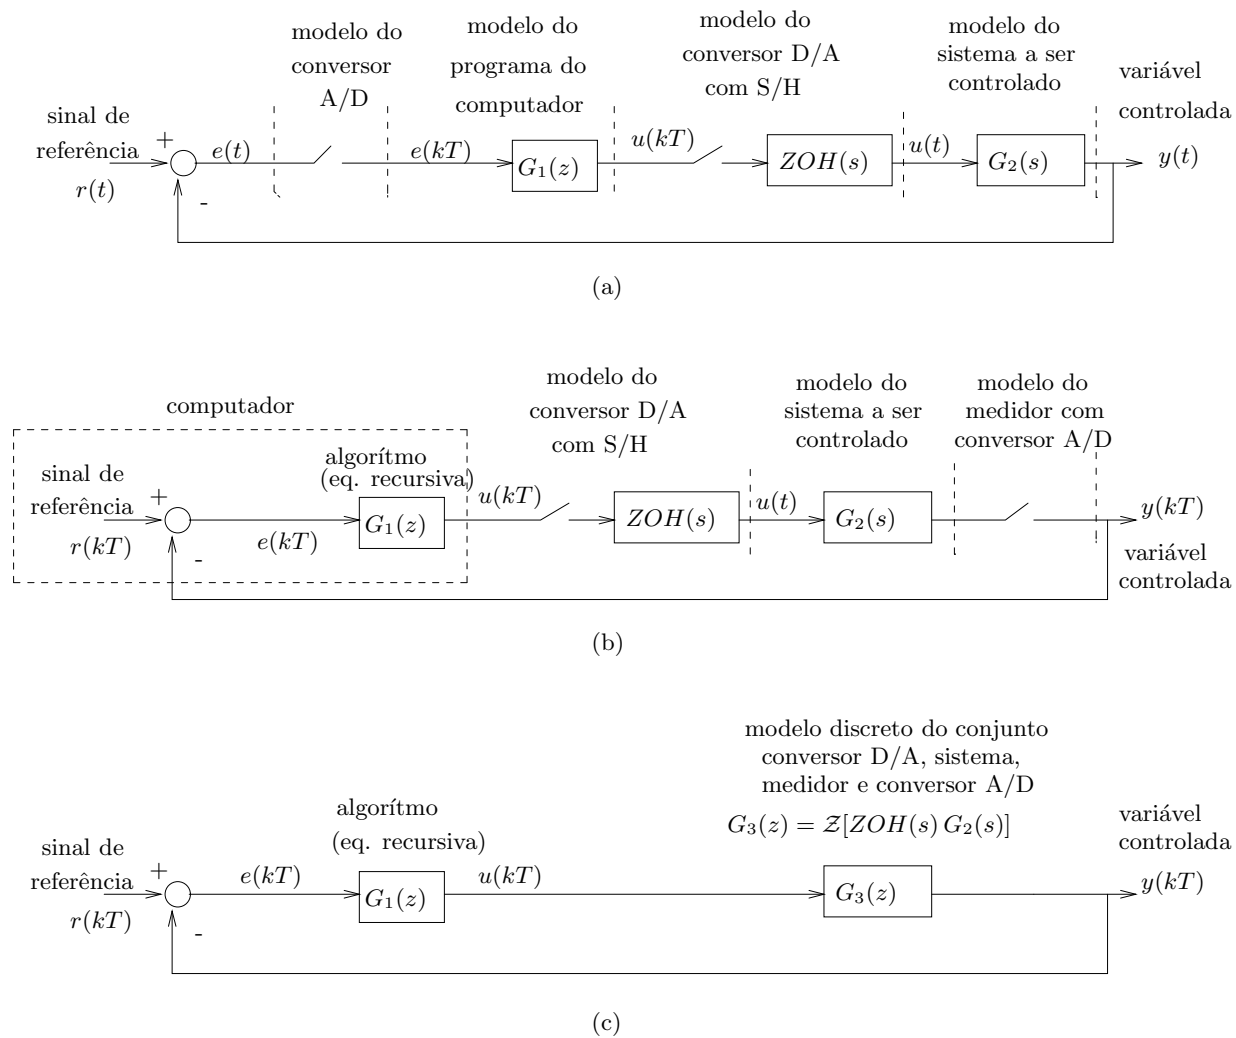 modelo do
conversor
A/D
modelo do
programa do
computador
modelo do
conversor D/A
com S/H
modelo do
sistema a ser
controlado
variável
controlada
sinal de
referência
r(t)
+
-
e(t)
e(kT)
G₁(z)
u(kT)
ZOH(s)
u(t)
G₂(s)
y(t)
(a)
computador
modelo do
conversor D/A
com S/H
modelo do
sistema a ser
controlado
modelo do
medidor com
conversor A/D
sinal de
referência
r(kT)
+
-
e(kT)
algorítmo
(eq. recursiva)
G₁(z)
u(kT)
ZOH(s)
u(t)
G₂(s)
y(kT)
variável
controlada
(b)
modelo discreto do conjunto
conversor D/A, sistema,
medidor e conversor A/D
G₃(z) = Z[ZOH(s) G₂(s)]
sinal de
referência
r(kT)
+
-
e(kT)
algorítmo
(eq. recursiva)
G₁(z)
u(kT)
G₃(z)
variável
controlada
y(kT)
(c)